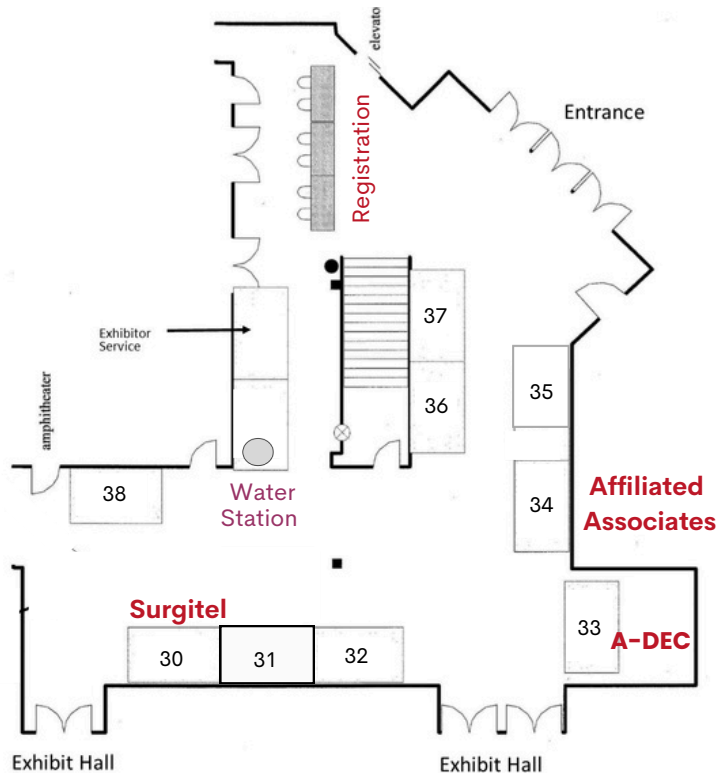 elevato
Entrance
Registration
37
Exhibitor
Service
35
36
amphitheater
38
Water
Station
34
Affiliated
Associates
Surgitel
33
A-DEC
30
31
32
Exhibit Hall
Exhibit Hall